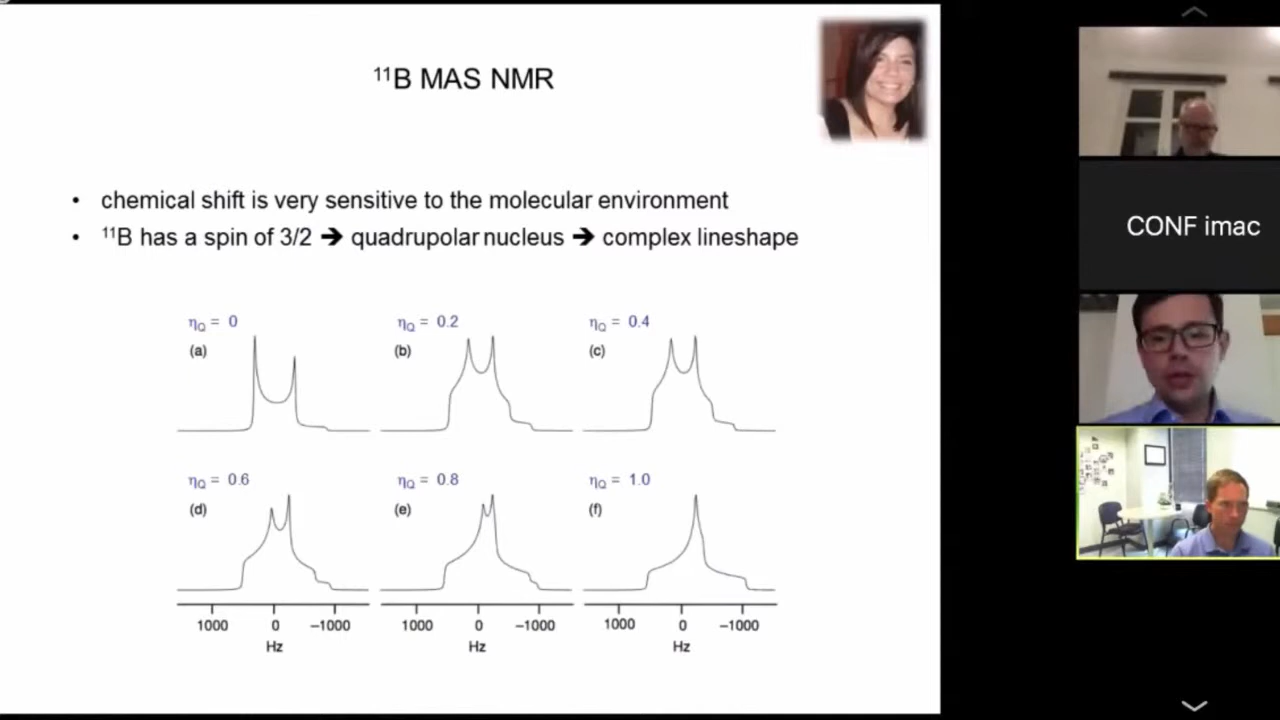 ¹¹B MAS NMR
• chemical shift is very sensitive to the molecular environment
• ¹¹B has a spin of 3/2 ➔ quadrupolar nucleus ➔ complex lineshape
ηQ = 0
ηQ = 0.2
ηQ = 0.4
(a)
(b)
(c)
ηQ = 0.6
ηQ = 0.8
ηQ = 1.0
(d)
(e)
(f)
1000 0 −1000
1000 0 −1000
1000 0 −1000
Hz
Hz
Hz
CONF imac